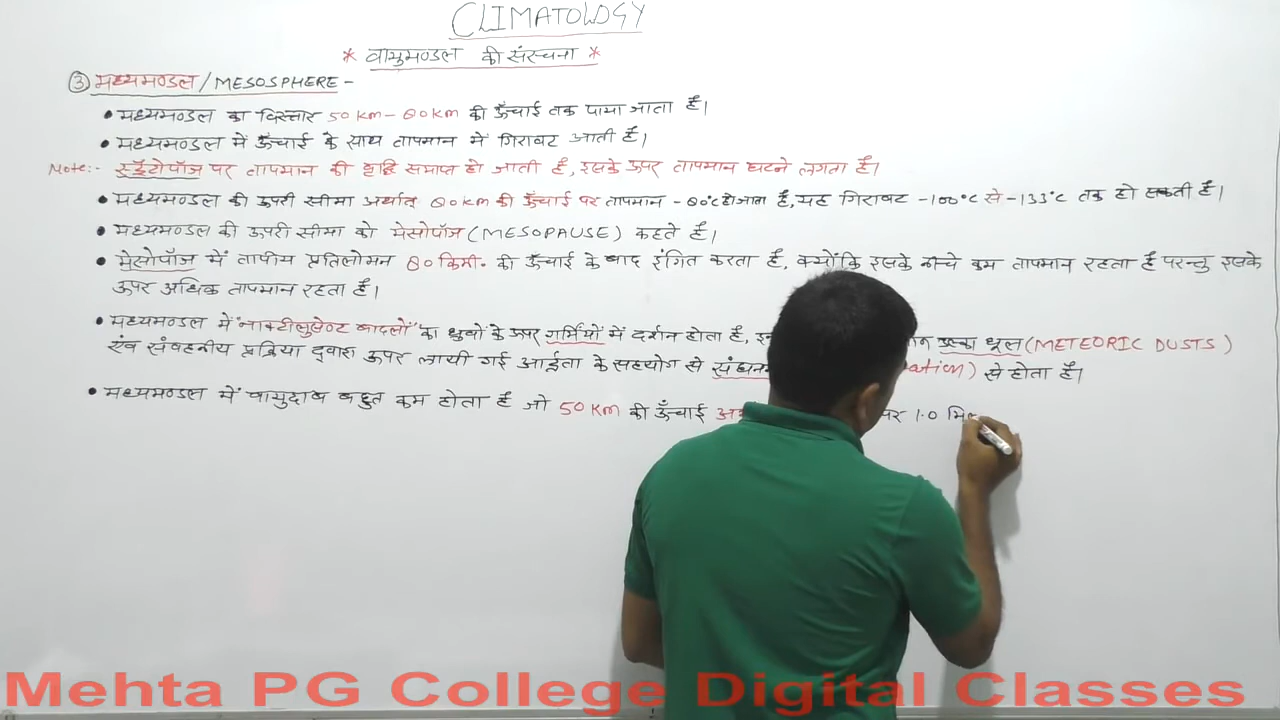 CLIMATOLOGY
* वायुमण्डल की संरचना *
③ मध्यमण्डल / MESOSPHERE -
• मध्यमण्डल का विस्तार 50 Km - 80 Km की ऊँचाई तक पाया जाता है।
• मध्यमण्डल में ऊँचाई के साथ तापमान में गिरावट आती है।
Note:- स्ट्रैटोपॉज पर तापमान की वृद्धि समाप्त हो जाती है, इसके ऊपर तापमान घटने लगता है।
• मध्यमण्डल की ऊपरी सीमा अर्थात् 80 Km की ऊँचाई पर तापमान -80°C हो जाता है, यह गिरावट -100°C से -133°C तक हो सकती है।
• मध्यमण्डल की ऊपरी सीमा को मेसोपॉज (MESOPAUSE) कहते हैं।
• मेसोपॉज में तापीय प्रतिलोमन 80 किमी. की ऊँचाई के बाद इंगित करता है, क्योंकि इसके नीचे कम तापमान रहता है परन्तु इसके
ऊपर अधिक तापमान रहता है।
• मध्यमण्डल में "नाक्टीलुसेण्ट बादलों" का ध्रुवों के ऊपर गर्मियों में दर्शन होता है, उल्का धूल (METEORIC DUSTS)
एंव संवहनीय प्रक्रिया द्वारा ऊपर लायी गई आर्द्रता के सहयोग से संघनन ation) से होता है।
• मध्यमण्डल में वायुदाब बहुत कम होता है जो 50 Km की ऊँचाई पर 1.0 मि
Mehta PG College Digital Classes